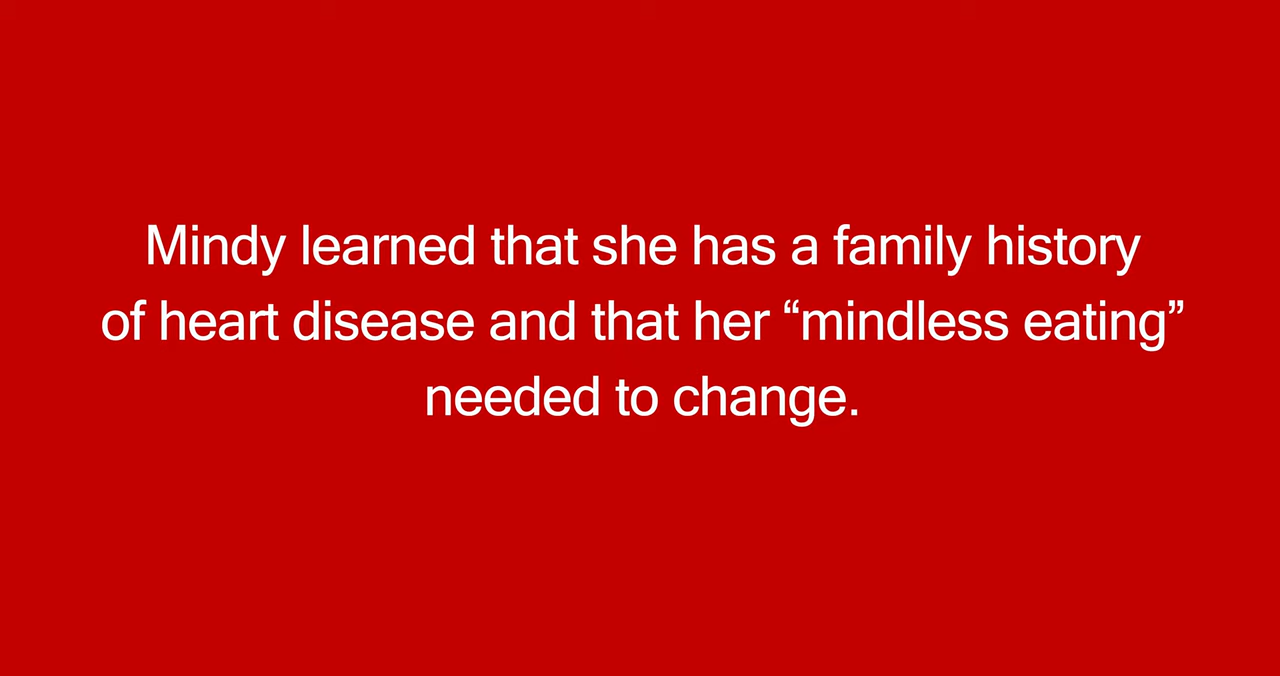 Mindy learned that she has a family history
of heart disease and that her “mindless eating”
needed to change.